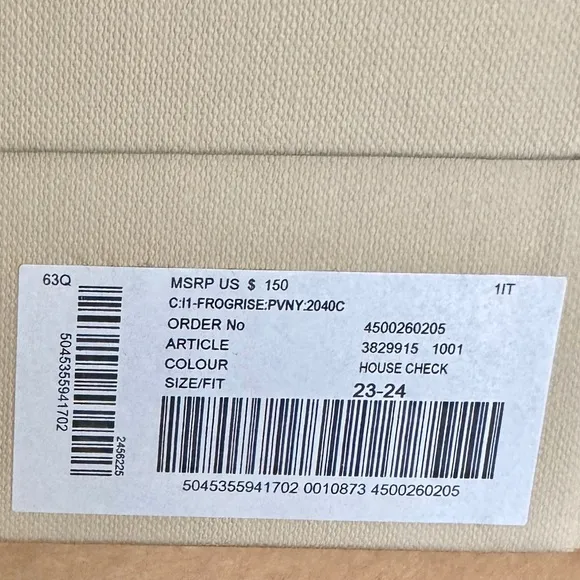 63Q
MSRP US $ 150
1IT
C:I1-FROGRISE:PVNY:2040C
ORDER No 4500260205
ARTICLE 3829915 1001
COLOUR HOUSE CHECK
SIZE/FIT 23-24
5045355941702
2456225
5045355941702 0010873 4500260205